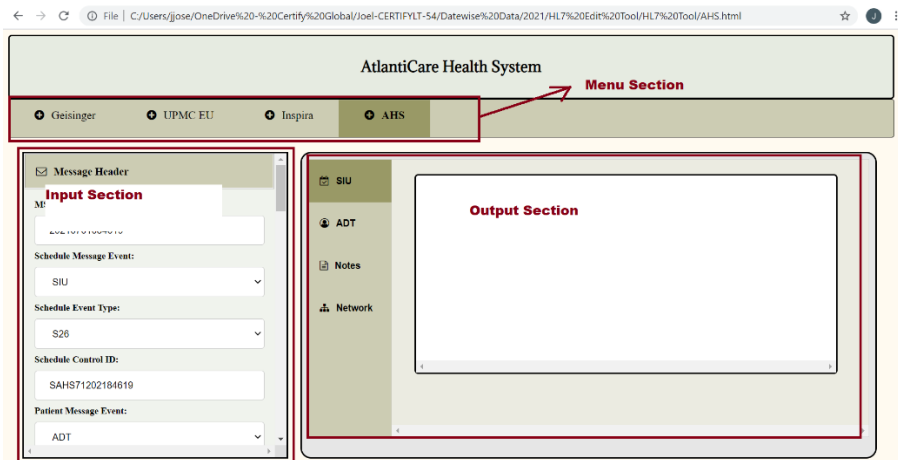 File | C:/Users/jjose/OneDrive%20-%20Certify%20Global/Joel-CERTIFYLT-54/Datewise%20Data/2021/HL7%20Edit%20Tool/HL7%20Tool/AHS.html
J
AtlantiCare Health System
Menu Section
Geisinger UPMC EU Inspira AHS
Message Header
Input Section
Schedule Message Event:
SIU
Schedule Event Type:
S26
Schedule Control ID:
SAHS71202184619
Patient Message Event:
ADT
SIU
ADT
Notes
Network
Output Section